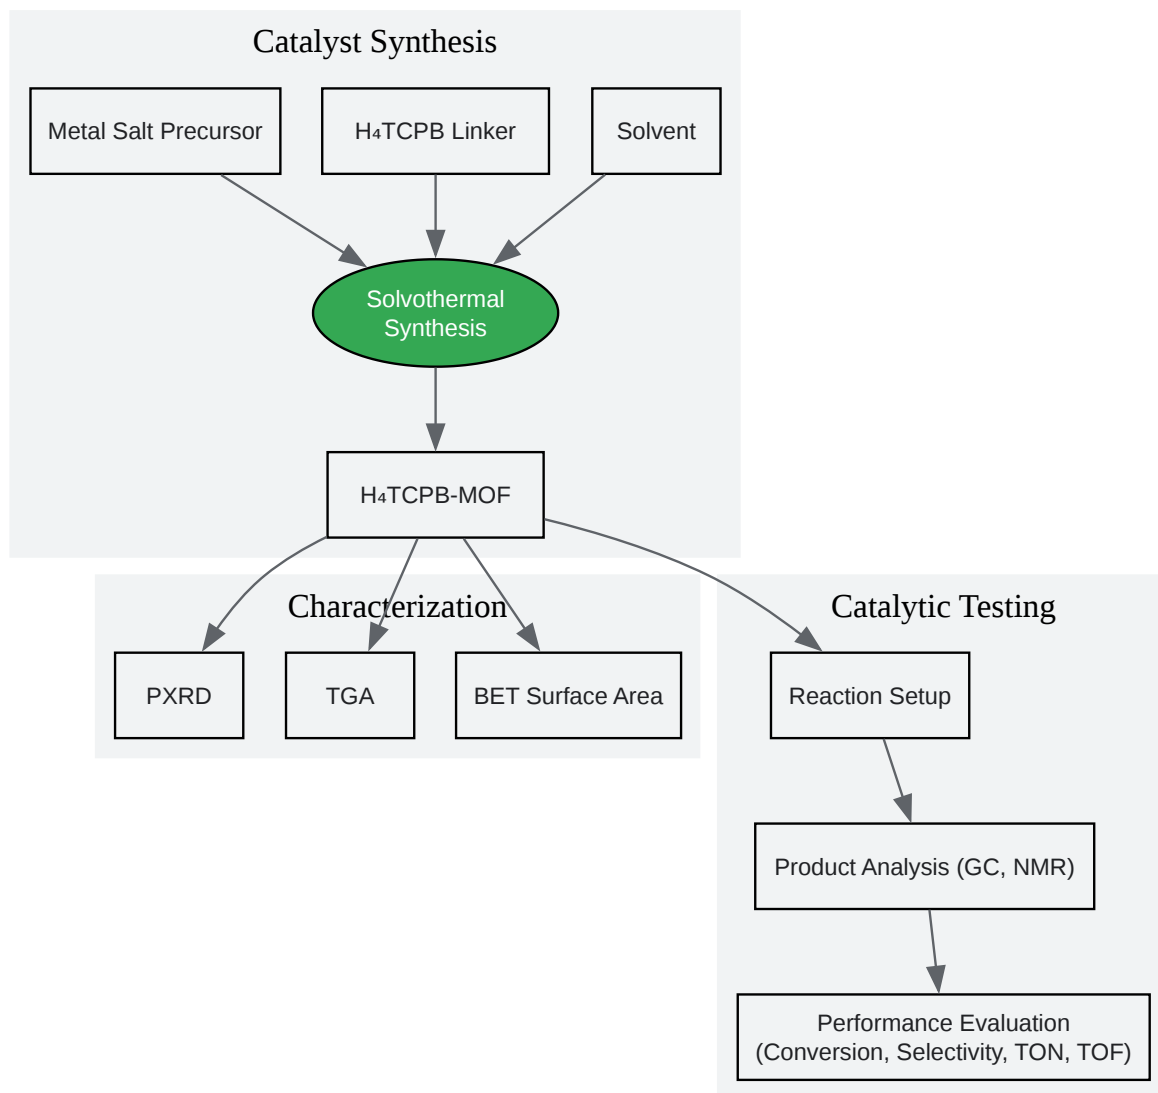 Catalyst Synthesis
Metal Salt Precursor
H₄TCPB Linker
Solvent
Solvothermal
Synthesis
H₄TCPB-MOF
Characterization
Catalytic Testing
PXRD
TGA
BET Surface Area
Reaction Setup
Product Analysis (GC, NMR)
Performance Evaluation
(Conversion, Selectivity, TON, TOF)